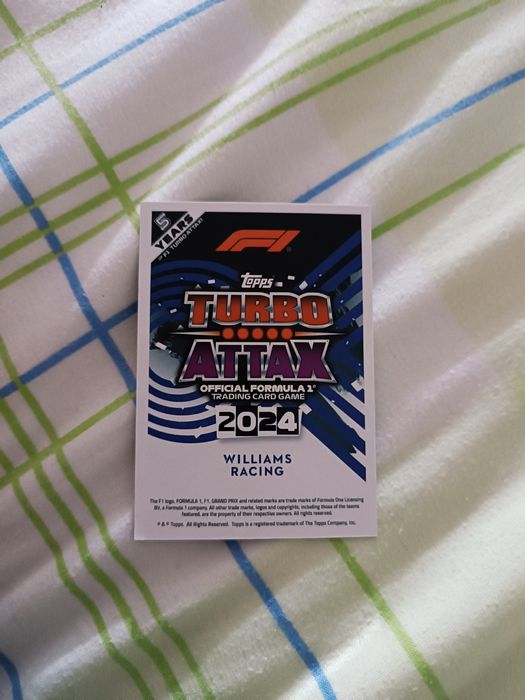 5
YEARS
OF F1 TURBO ATTAX!
F1
Topps
TURBO
ATTAX
OFFICIAL FORMULA 1®
TRADING CARD GAME
2024
WILLIAMS
RACING
The F1 logo, FORMULA 1, F1, GRAND PRIX and related marks are trade marks of Formula One Licensing
BV, a Formula 1 company. All other trade marks, logos and copyrights, including those of the teams
featured, are the property of their respective owners. All rights reserved.
® & © Topps. All Rights Reserved. Topps is a registered trademark of The Topps Company, Inc.